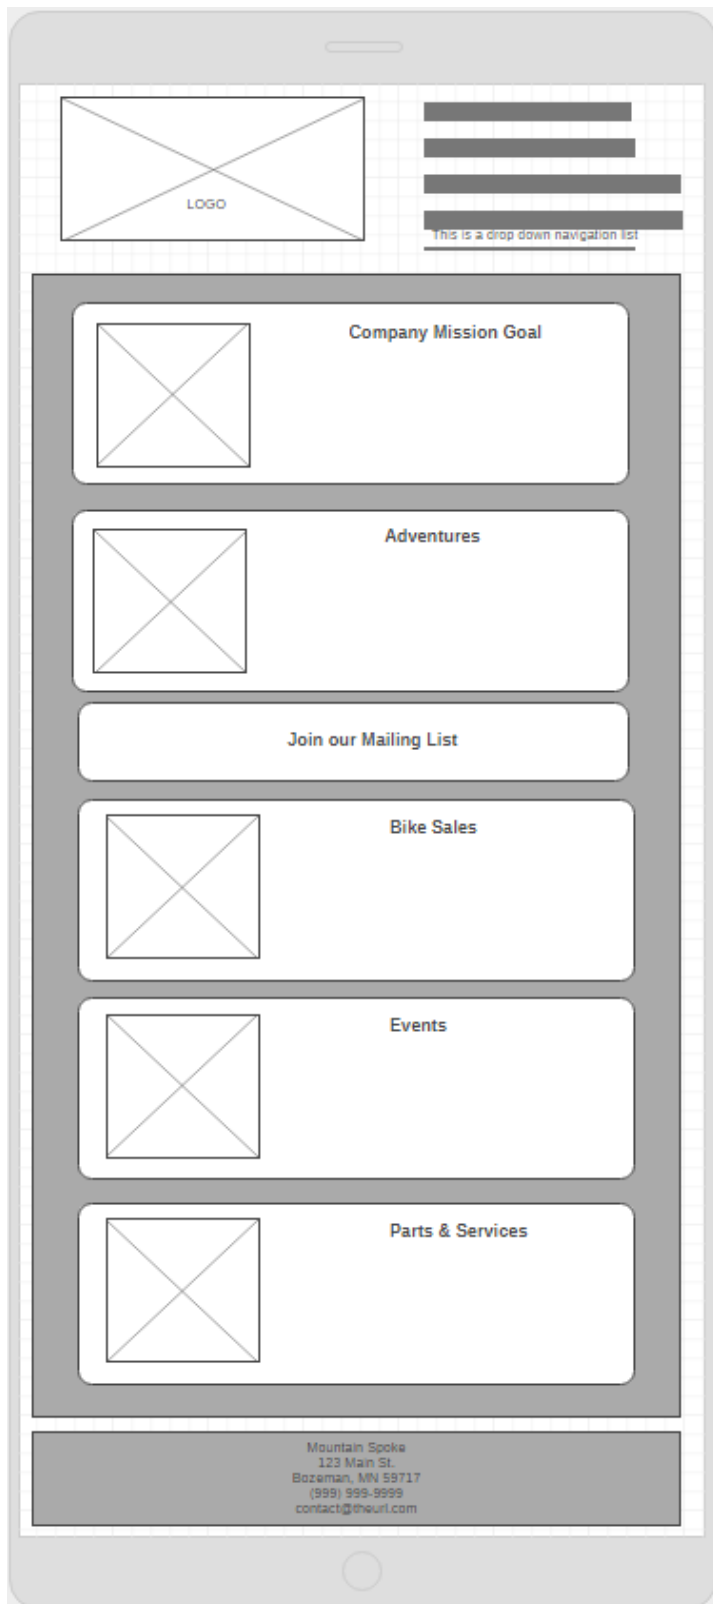 LOGO
This is a drop down navigation list
Company Mission Goal
Adventures
Join our Mailing List
Bike Sales
Events
Parts & Services
Mountain Spoke
123 Main St.
Bozeman, MN 59717
(999) 999-9999
contact@theurl.com